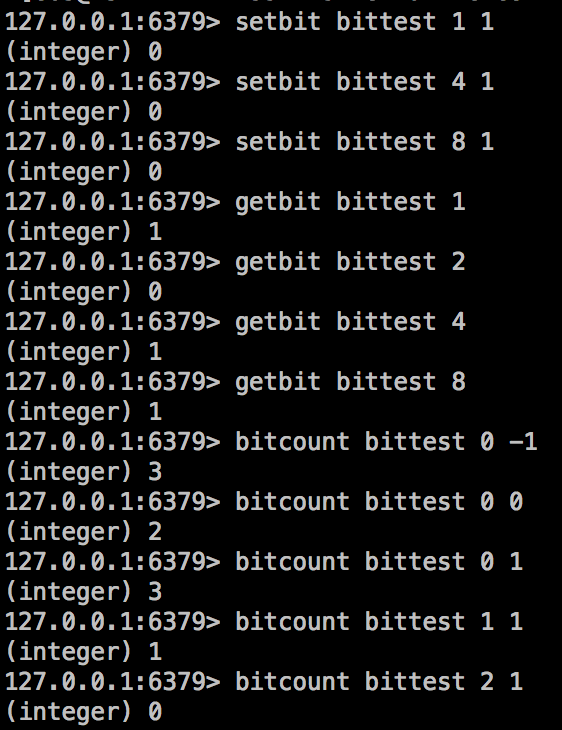 127.0.0.1:6379> setbit bittest 1 1
(integer) 0
127.0.0.1:6379> setbit bittest 4 1
(integer) 0
127.0.0.1:6379> setbit bittest 8 1
(integer) 0
127.0.0.1:6379> getbit bittest 1
(integer) 1
127.0.0.1:6379> getbit bittest 2
(integer) 0
127.0.0.1:6379> getbit bittest 4
(integer) 1
127.0.0.1:6379> getbit bittest 8
(integer) 1
127.0.0.1:6379> bitcount bittest 0 -1
(integer) 3
127.0.0.1:6379> bitcount bittest 0 0
(integer) 2
127.0.0.1:6379> bitcount bittest 0 1
(integer) 3
127.0.0.1:6379> bitcount bittest 1 1
(integer) 1
127.0.0.1:6379> bitcount bittest 2 1
(integer) 0